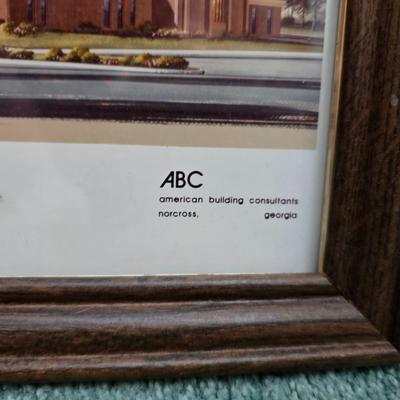 ABC
american building consultants
norcross, georgia